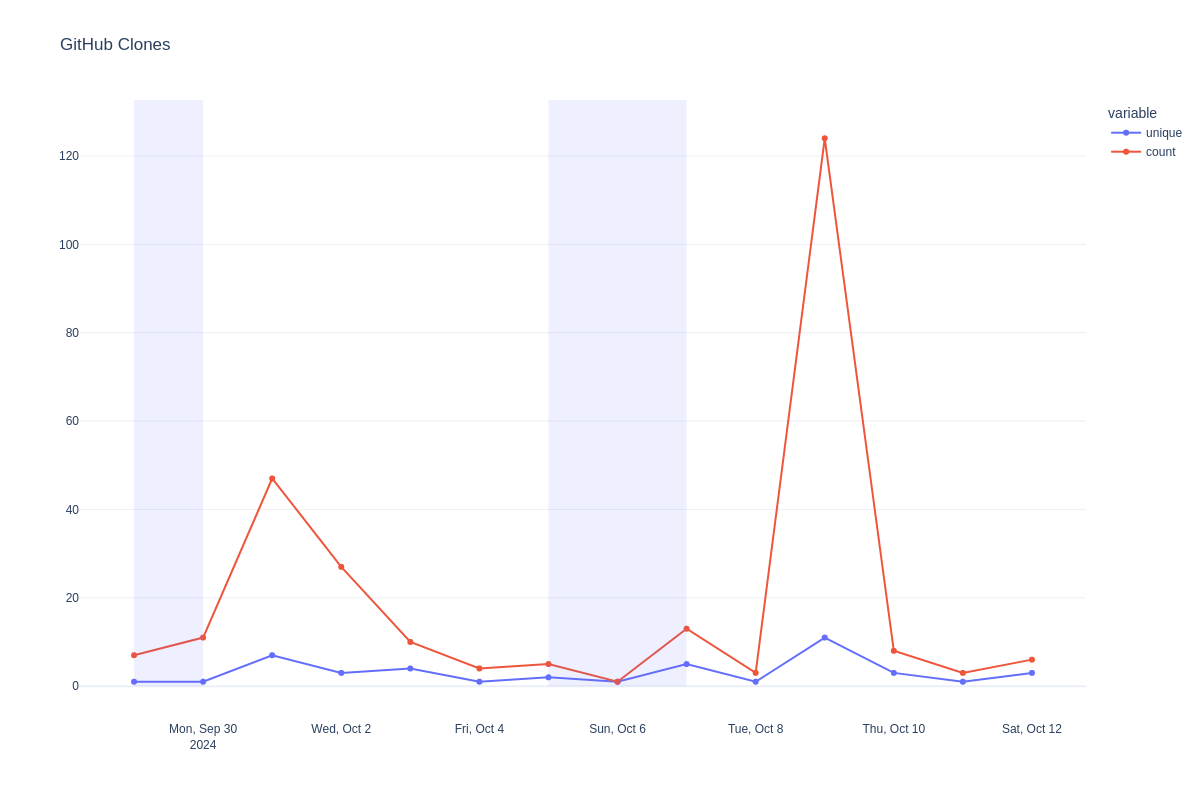 GitHub Clones
variable
unique
count
120
100
80
60
40
20
0
Mon, Sep 30
2024
Wed, Oct 2
Fri, Oct 4
Sun, Oct 6
Tue, Oct 8
Thu, Oct 10
Sat, Oct 12